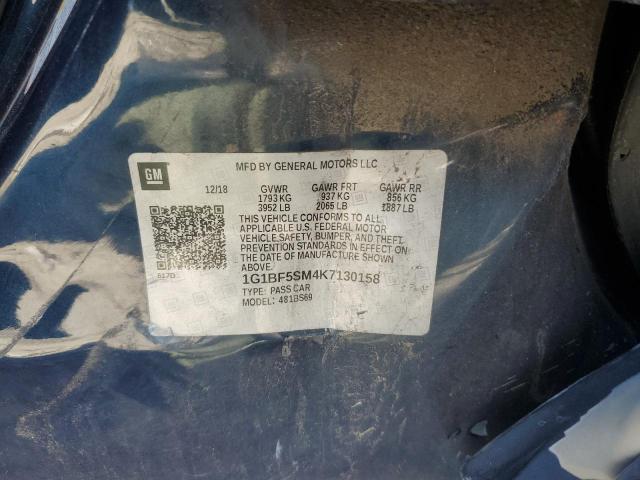 GM
MFD BY GENERAL MOTORS LLC
12/18 GVWR GAWR FRT GAWR RR
1793 KG 937 KG 856 KG
3952 LB 2065 LB 1887 LB
THIS VEHICLE CONFORMS TO ALL
APPLICABLE U.S. FEDERAL MOTOR
VEHICLE SAFETY, BUMPER, AND THEFT
PREVENTION STANDARDS IN EFFECT ON
THE DATE OF MANUFACTURE SHOWN
ABOVE.
1G1BF5SM4K7130158
TYPE: PASS CAR
MODEL: 481BS69